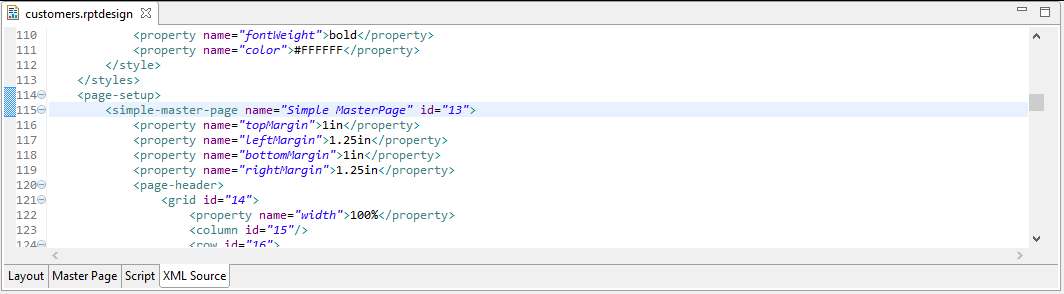 customers.rptdesign
110 <property name="fontWeight">bold</property>
111 <property name="color">#FFFFFF</property>
112 </style>
113 </styles>
114 <page-setup>
115 <simple-master-page name="Simple MasterPage" id="13">
116 <property name="topMargin">1in</property>
117 <property name="leftMargin">1.25in</property>
118 <property name="bottomMargin">1in</property>
119 <property name="rightMargin">1.25in</property>
120 <page-header>
121 <grid id="14">
122 <property name="width">100%</property>
123 <column id="15"/>
124 <row id="16">
Layout Master Page Script XML Source